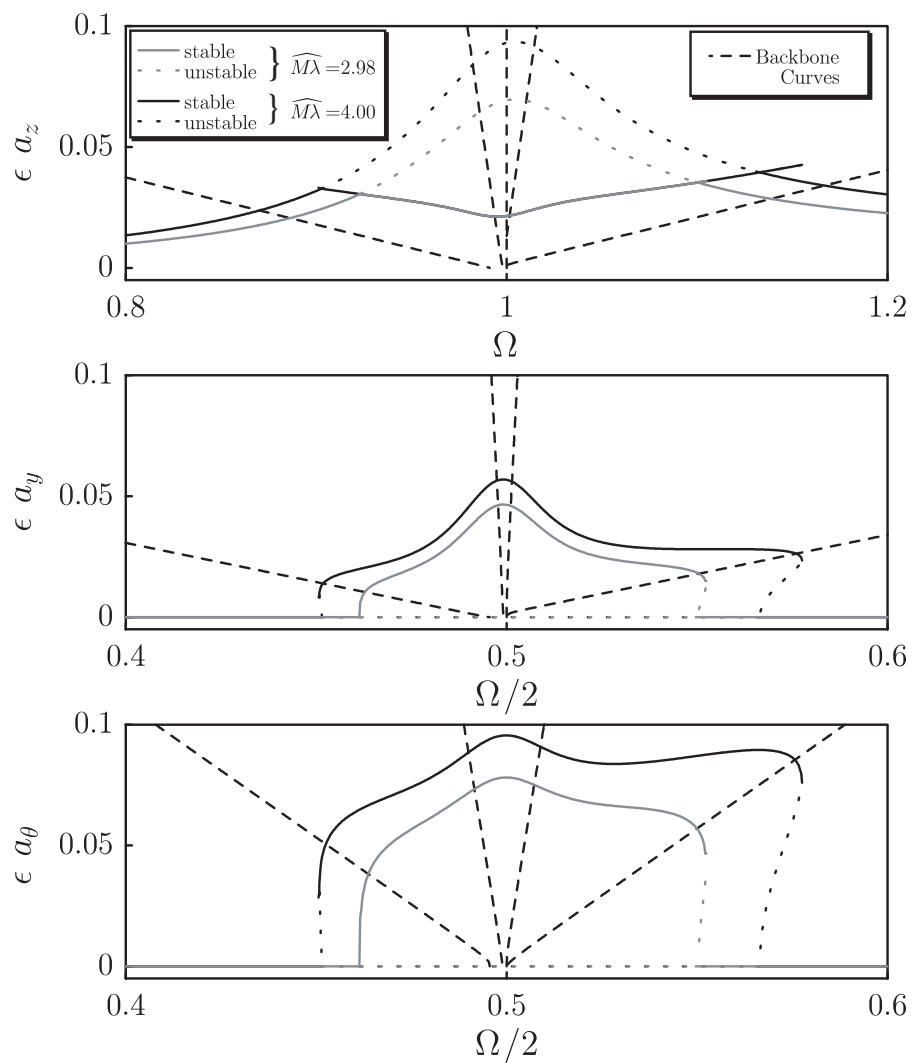 0.1
0.05
0
ϵ a_z
stable
unstable
} \widehat{Mλ}=2.98
stable
unstable
} \widehat{Mλ}=4.00
Backbone
Curves
0.8
1
1.2
Ω
0.1
0.05
0
ϵ a_y
0.4
0.5
0.6
Ω/2
0.1
0.05
0
ϵ a_θ
0.4
0.5
0.6
Ω/2